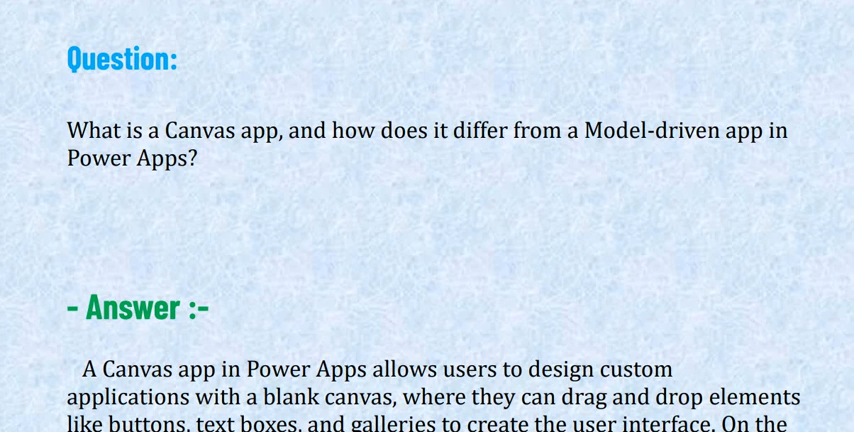 Question:
What is a Canvas app, and how does it differ from a Model-driven app in
Power Apps?
- Answer :-
A Canvas app in Power Apps allows users to design custom
applications with a blank canvas, where they can drag and drop elements
like buttons, text boxes, and galleries to create the user interface. On the